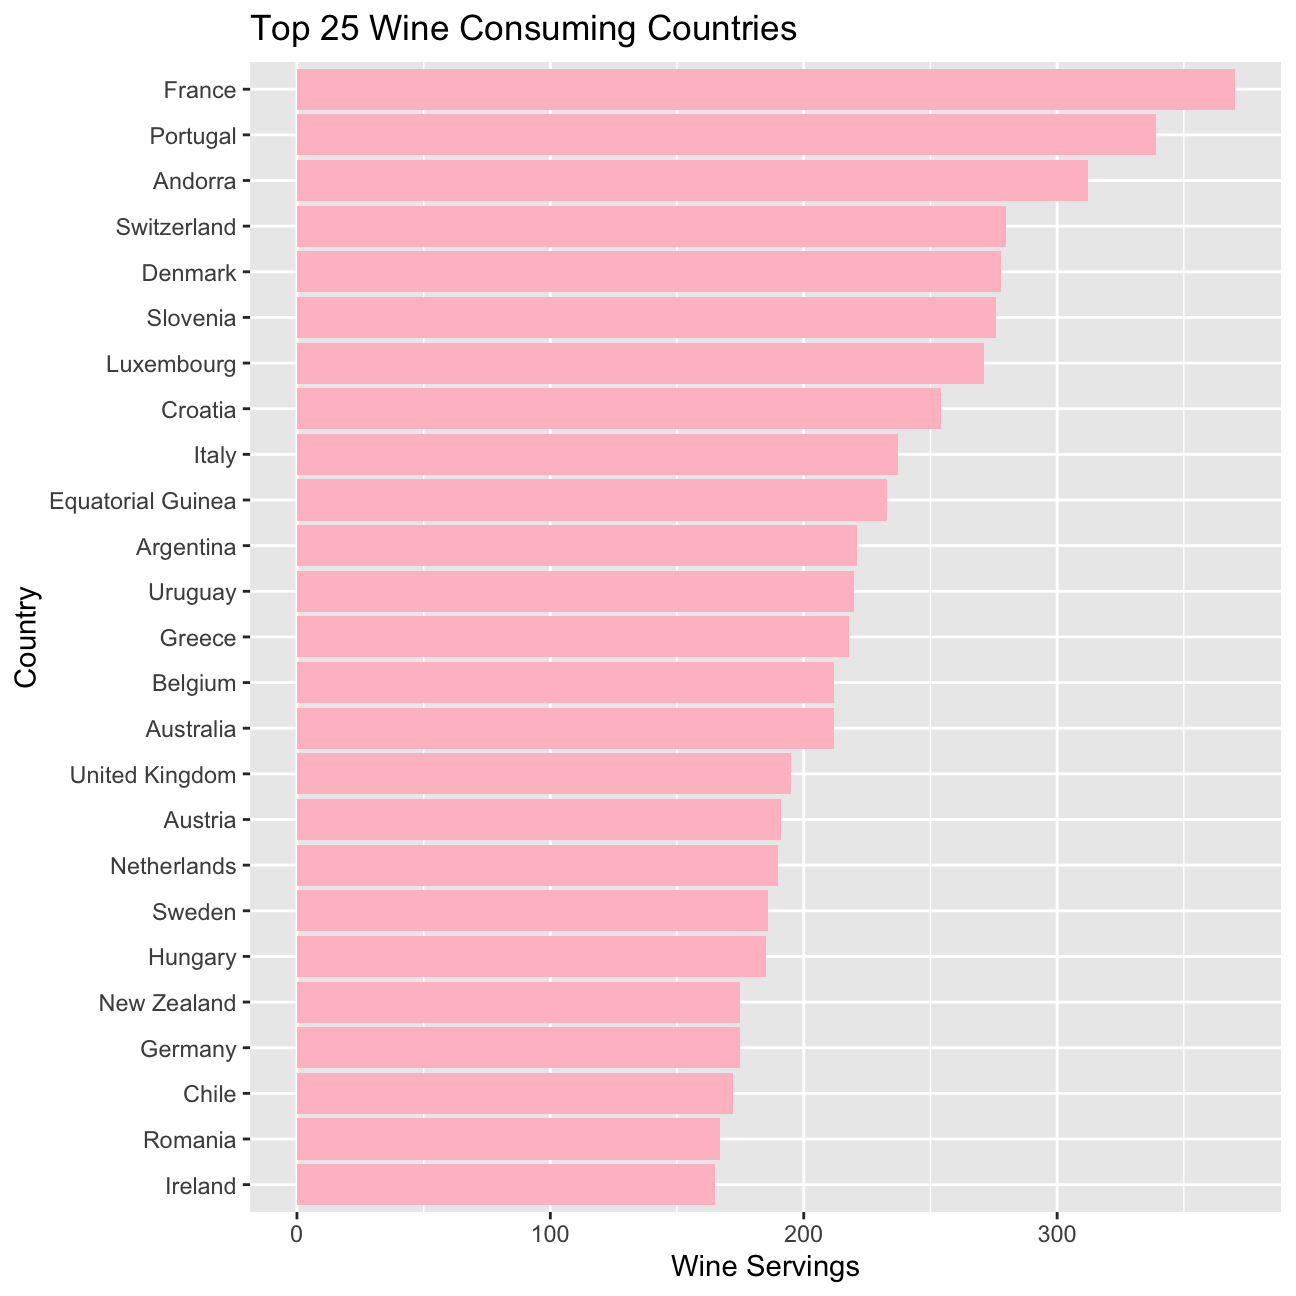 Top 25 Wine Consuming Countries
France
Portugal
Andorra
Switzerland
Denmark
Slovenia
Luxembourg
Croatia
Italy
Equatorial Guinea
Argentina
Uruguay
Greece
Belgium
Australia
United Kingdom
Austria
Netherlands
Sweden
Hungary
New Zealand
Germany
Chile
Romania
Ireland
Country
0 100 200 300
Wine Servings